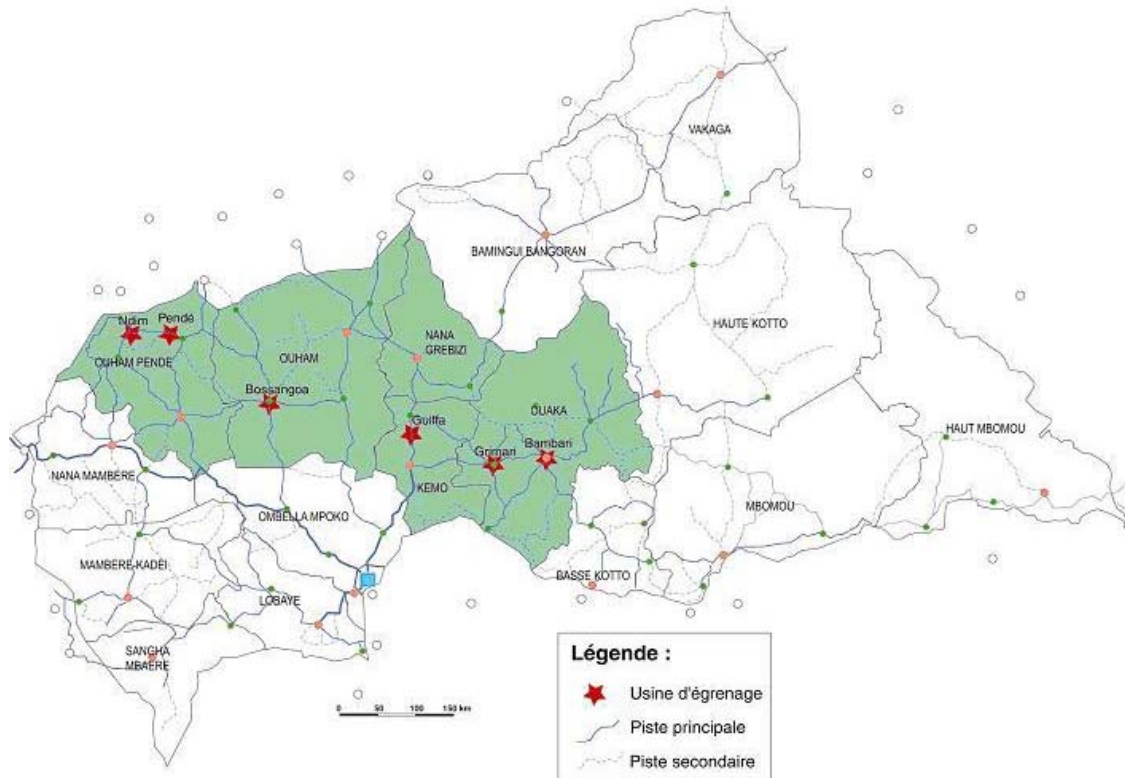 VAKAGA
BAMINGUI BANGORAN
HAUTE KOTTO
Ndim
Pendé
OUHAM PENDE
OUHAM
NANA
GREBIZI
Bossangoa
OUAKA
Guiffa
Grimari
Bambari
HAUT MBOMOU
NANA MAMBERE
KEMO
OMBELLA MPOKO
MBOMOU
MAMBERE-KADEI
BASSE KOTTO
LOBAYE
SANGHA
MBAERE
0 50 100 150 km
Légende :
Usine d'égrenage
Piste principale
Piste secondaire